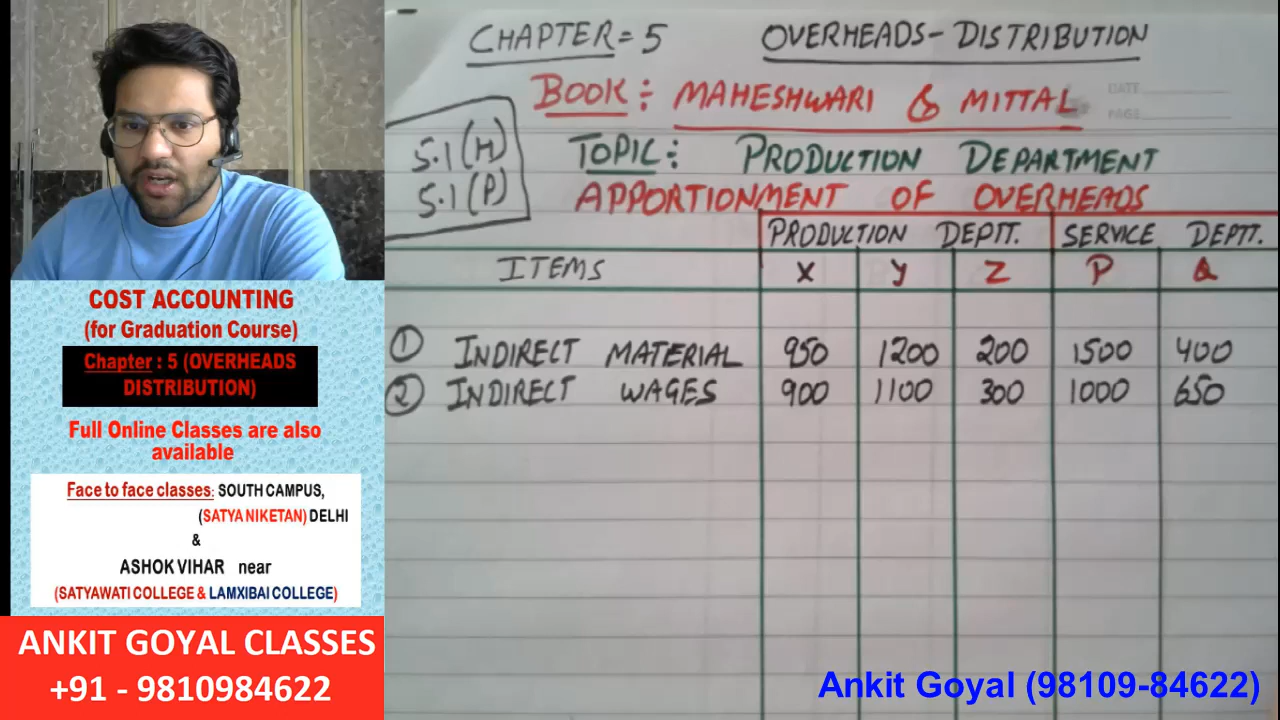 CHAPTER = 5 OVERHEADS - DISTRIBUTION
BOOK: MAHESHWARI & MITTAL
DATE
PAGE
5.1 (H)
5.1 (P)
TOPIC: PRODUCTION DEPARTMENT
APPORTIONMENT OF OVERHEADS
PRODUCTION DEPTT. SERVICE DEPTT.
ITEMS X Y Z P Q
① INDIRECT MATERIAL 950 1200 200 1500 400
② INDIRECT WAGES 900 1100 300 1000 650
COST ACCOUNTING
(for Graduation Course)
Chapter : 5 (OVERHEADS
DISTRIBUTION)
Full Online Classes are also
available
Face to face classes: SOUTH CAMPUS,
(SATYA NIKETAN) DELHI
&
ASHOK VIHAR near
(SATYAWATI COLLEGE & LAMXIBAI COLLEGE)
ANKIT GOYAL CLASSES
+91 - 9810984622
Ankit Goyal (98109-84622)